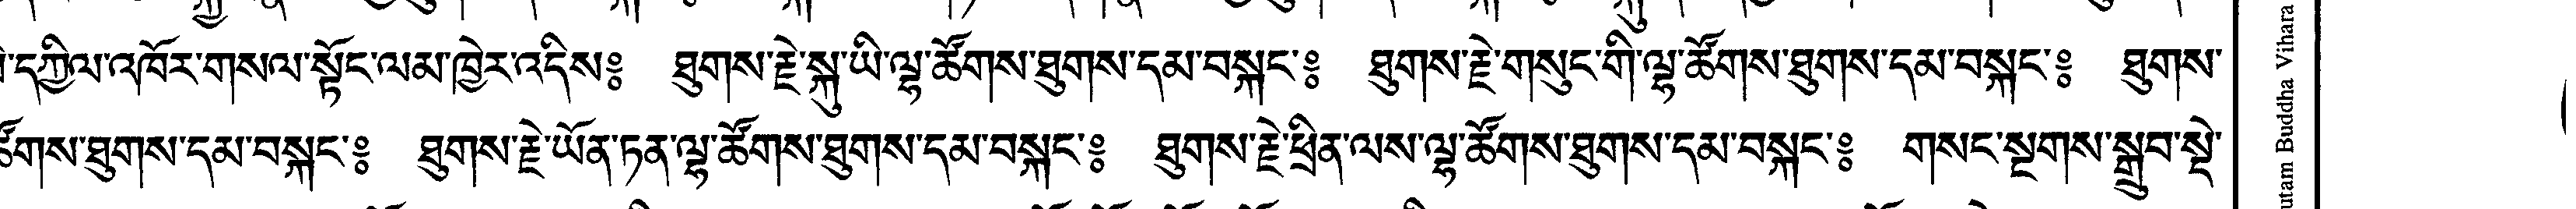 དཀྱིལ་འཁོར་གསལ་སྟོང་ལམ་ཁྱེར་འདིས༔ ཐུགས་རྗེ་སྐུ་ཡི་ལྷ་ཚོགས་ཐུགས་དམ་བསྐང་༔ ཐུགས་རྗེ་གསུང་གི་ལྷ་ཚོགས་ཐུགས་དམ་བསྐང་༔ ཐུགས་
ཚོགས་ཐུགས་དམ་བསྐང་༔ ཐུགས་རྗེ་ཡོན་ཏན་ལྷ་ཚོགས་ཐུགས་དམ་བསྐང་༔ ཐུགས་རྗེ་ཕྲིན་ལས་ལྷ་ཚོགས་ཐུགས་དམ་བསྐང་༔ གསང་སྔགས་སྒྲུབ་སྡེ་
utam Buddha Vihara